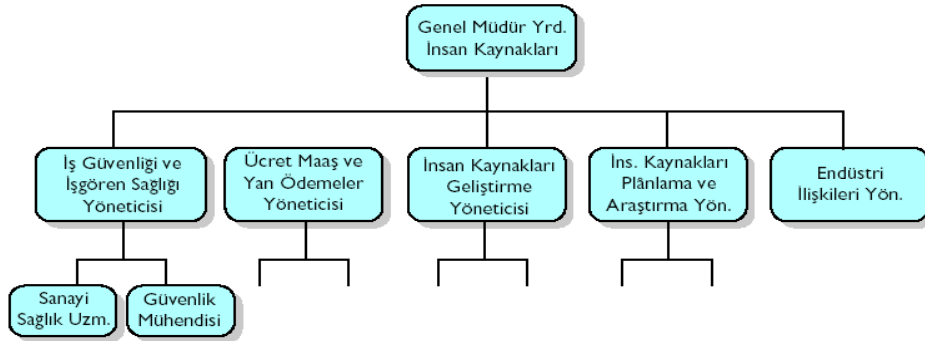 Genel Müdür Yrd.
İnsan Kaynakları
İş Güvenliği ve
İşgören Sağlığı
Yöneticisi
Ücret Maaş ve
Yan Ödemeler
Yöneticisi
İnsan Kaynakları
Geliştirme
Yöneticisi
İns. Kaynakları
Plânlama ve
Araştırma Yön.
Endüstri
İlişkileri Yön.
Sanayi
Sağlık Uzm.
Güvenlik
Mühendisi